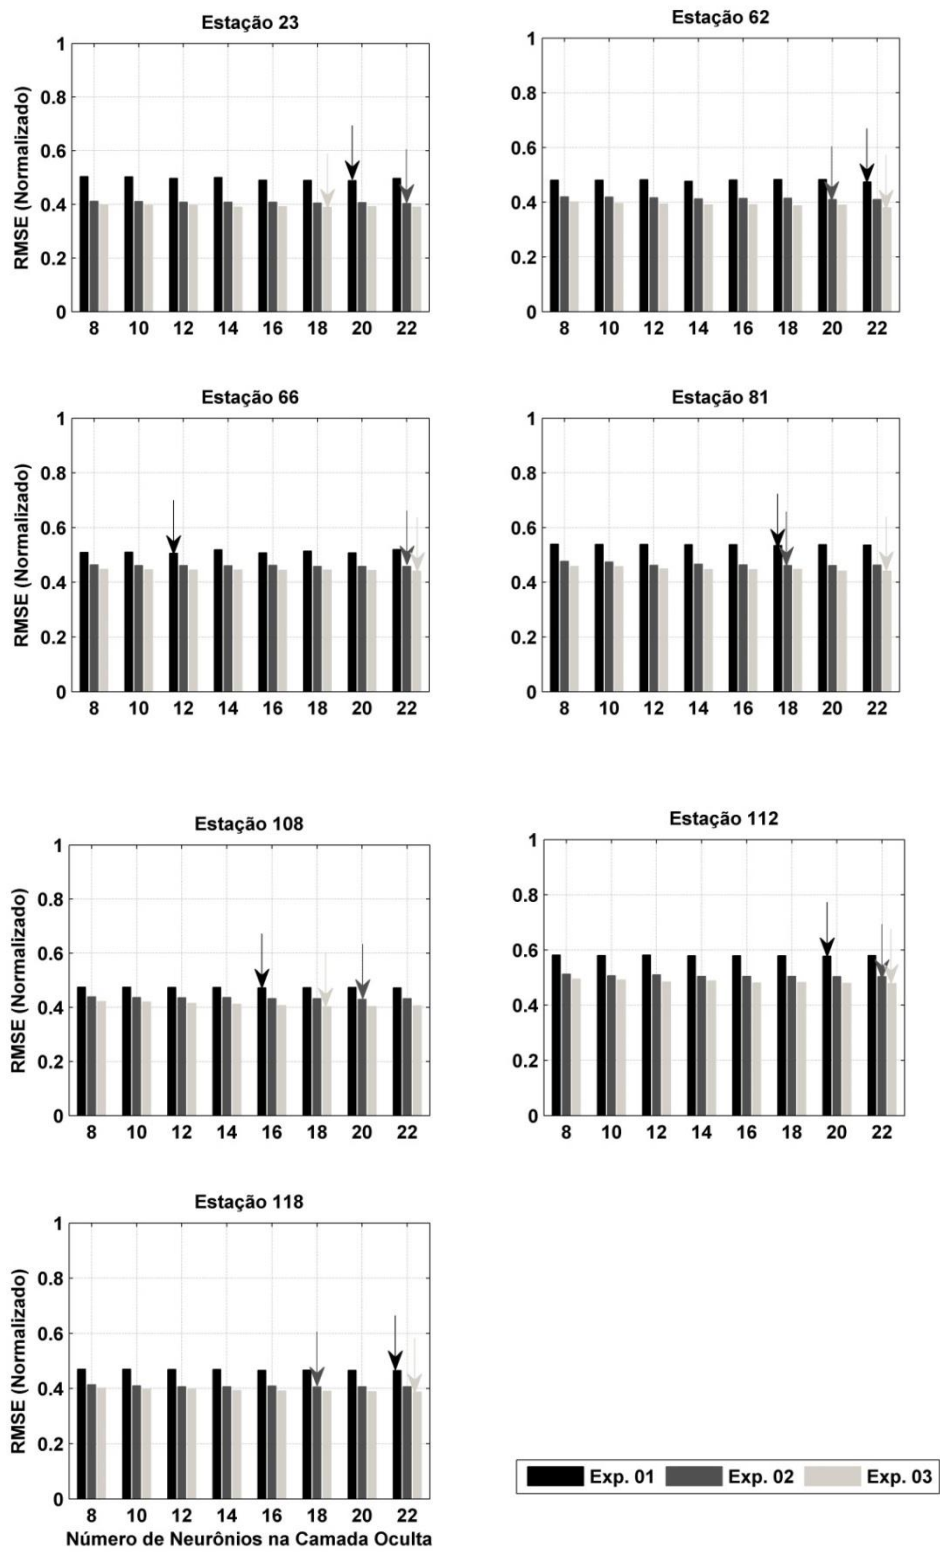 Estação 23
RMSE (Normalizado)
1
0.8
0.6
0.4
0.2
0
8 10 12 14 16 18 20 22
Estação 62
1
0.8
0.6
0.4
0.2
0
8 10 12 14 16 18 20 22
Estação 66
RMSE (Normalizado)
1
0.8
0.6
0.4
0.2
0
8 10 12 14 16 18 20 22
Estação 81
1
0.8
0.6
0.4
0.2
0
8 10 12 14 16 18 20 22
Estação 108
RMSE (Normalizado)
1
0.8
0.6
0.4
0.2
0
8 10 12 14 16 18 20 22
Estação 112
1
0.8
0.6
0.4
0.2
0
8 10 12 14 16 18 20 22
Estação 118
RMSE (Normalizado)
1
0.8
0.6
0.4
0.2
0
8 10 12 14 16 18 20 22
Número de Neurônios na Camada Oculta
Exp. 01 Exp. 02 Exp. 03